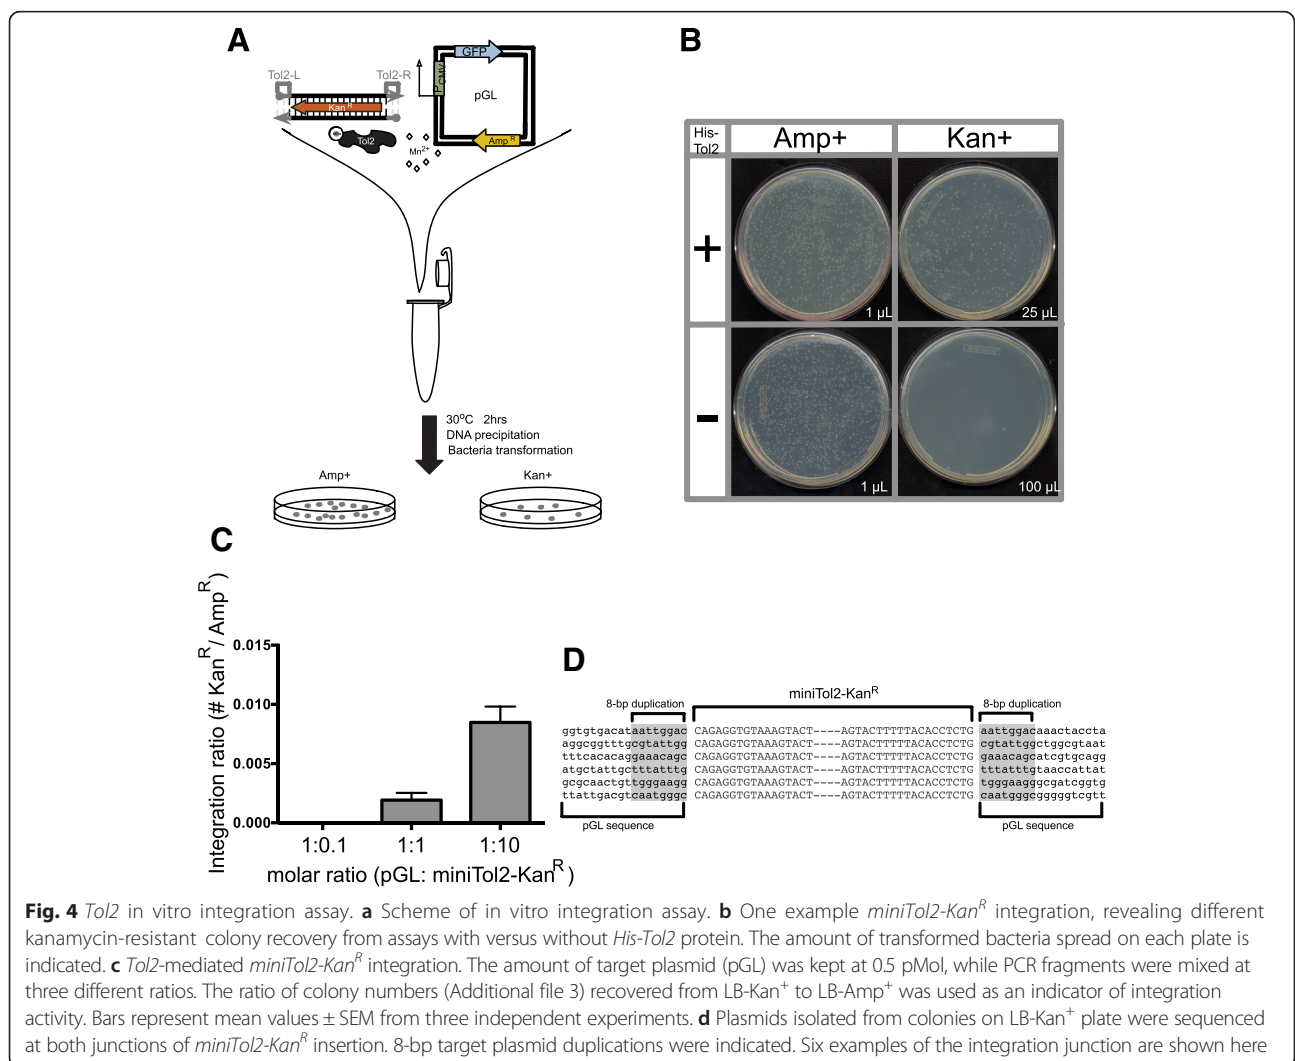 A
Tol2-L
Tol2-R
Kan R
Tol2
Mn2+
GFP
PCMV
pGL
Amp R
30oC 2hrs
DNA precipitation
Bacteria transformation
Amp+
Kan+
B
His-
Tol2
Amp+
Kan+
+
1 µL
25 µL
−
1 µL
100 µL
C
Integration ratio (# KanR/ AmpR)
0.015
0.010
0.005
0.000
1:0.1
1:1
1:10
molar ratio (pGL: miniTol2-KanR )
D
miniTol2-KanR
8-bp duplication
8-bp duplication
ggtgtgacataattggac CAGAGGTGTAAAGTACT----AGTACTTTTTACACCTCTG aattggacaaactaccta
aggcggtttgcgtattgg CAGAGGTGTAAAGTACT----AGTACTTTTTACACCTCTG cgtattggctggcgtaat
tttcacacaggaaacagc CAGAGGTGTAAAGTACT----AGTACTTTTTACACCTCTG gaaacagcatcgtgcagg
atgctattgctttatttg CAGAGGTGTAAAGTACT----AGTACTTTTTACACCTCTG tttatttgtaaccattat
gcgcaactgttgggaagg CAGAGGTGTAAAGTACT----AGTACTTTTTACACCTCTG tgggaagggcgatcggtg
ttattgacgtcaatgggc CAGAGGTGTAAAGTACT----AGTACTTTTTACACCTCTG caatgggcgggggtcgtt
pGL sequence
pGL sequence
Fig. 4 Tol2 in vitro integration assay. a Scheme of in vitro integration assay. b One example miniTol2-KanR integration, revealing different
kanamycin-resistant colony recovery from assays with versus without His-Tol2 protein. The amount of transformed bacteria spread on each plate is
indicated. c Tol2-mediated miniTol2-KanR integration. The amount of target plasmid (pGL) was kept at 0.5 pMol, while PCR fragments were mixed at
three different ratios. The ratio of colony numbers (Additional file 3) recovered from LB-Kan+ to LB-Amp+ was used as an indicator of integration
activity. Bars represent mean values ± SEM from three independent experiments. d Plasmids isolated from colonies on LB-Kan+ plate were sequenced
at both junctions of miniTol2-KanR insertion. 8-bp target plasmid duplications were indicated. Six examples of the integration junction are shown here